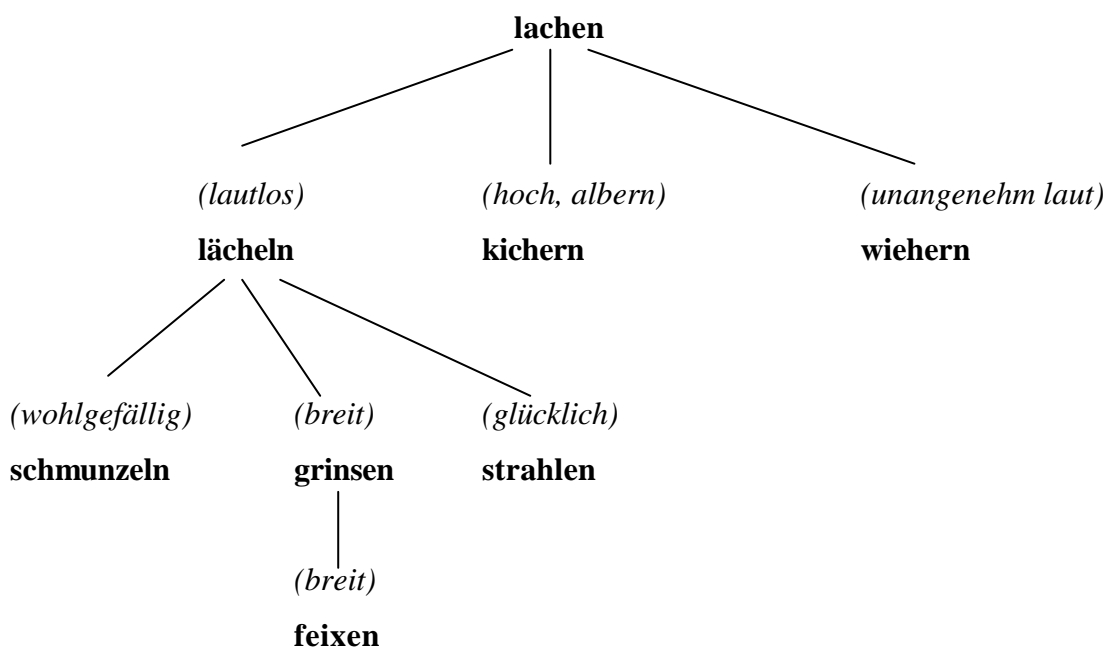 lachen
(lautlos) (hoch, albern) (unangenehm laut)
lächeln kichern wiehern
(wohlgefällig) (breit) (glücklich)
schmunzeln grinsen strahlen
(breit)
feixen